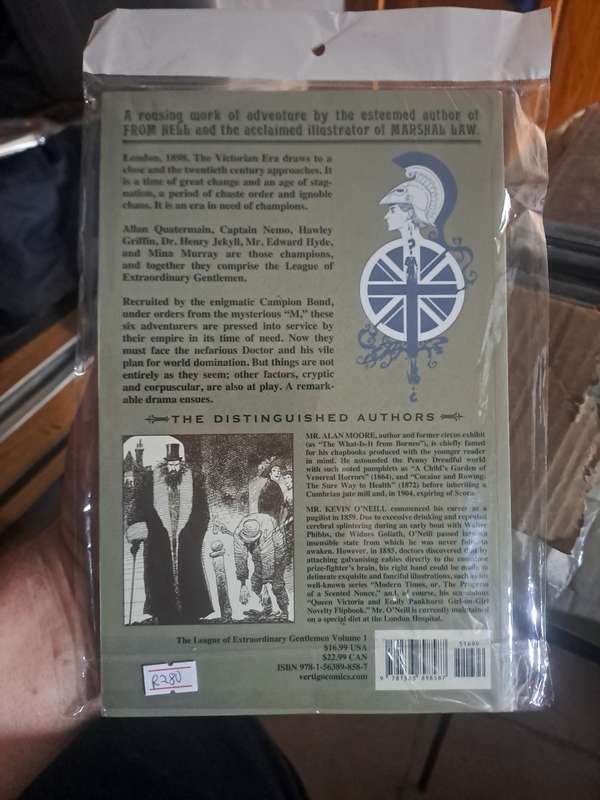 A rousing work of adventure by the esteemed author of
FROM HELL and the acclaimed illustrator of MARSHAL LAW.
London, 1898. The Victorian Era draws to a
close and the twentieth century approaches. It
is a time of great change and an age of stag-
nation, a period of chaste order and ignoble
chaos. It is an era in need of champions.
Allan Quatermain, Captain Nemo, Hawley
Griffin, Dr. Henry Jekyll, Mr. Edward Hyde,
and Mina Murray are those champions,
and together they comprise the League of
Extraordinary Gentlemen.
Recruited by the enigmatic Campion Bond,
under orders from the mysterious "M," these
six adventurers are pressed into service by
their empire in its time of need. Now they
must face the nefarious Doctor and his vile
plan for world domination. But things are not
entirely as they seem; other factors, cryptic
and corpuscular, are also at play. A remark-
able drama ensues.
THE DISTINGUISHED AUTHORS
MR. ALAN MOORE, author and former circus exhibit
(as "The What-Is-It from Borneo"), is chiefly famed
for his chapbooks produced with the younger reader
in mind. He astounded the Penny Dreadful world
with such noted pamphlets as "A Child's Garden of
Venereal Horrors" (1864), and "Cocaine and Rowing:
The Sure Way to Health" (1872) before inheriting a
Cumbrian jute mill and, in 1904, expiring of Scorn.
MR. KEVIN O'NEILL commenced his career as a
pugilist in 1859. Due to excessive drinking and repeated
cerebral splintering during an early bout with Walter
Phibbs, the Widnes Goliath, O'Neill passed into an
insensible state from which he was never fully to
awaken. However, in 1885, doctors discovered that by
attaching galvanising cables directly to the comatose
prize-fighter's brain, his right hand could be made to
delineate exquisite and fanciful illustrations, such as his
well-known series "Modern Times, or, The Progress
of a Scented Nonce," and, of course, his scandalous
"Queen Victoria and Emily Pankhurst Girl-on-Girl
Novelty Flipbook." Mr. O'Neill is currently maintained
on a special diet at the London Hospital.
The League of Extraordinary Gentlemen Volume 1
$16.99 USA
$22.99 CAN
ISBN 978-1-56389-858-7
vertigocomics.com
R280
51699
9 781563 898587